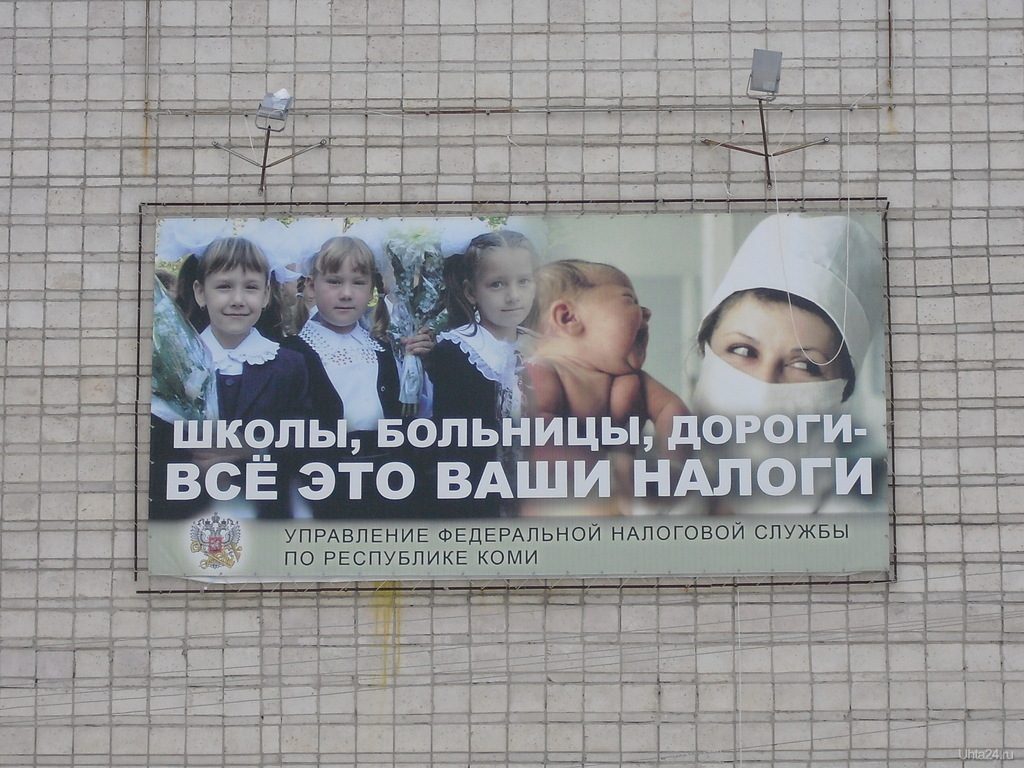 ШКОЛЫ, БОЛЬНИЦЫ, ДОРОГИ-
ВСЁ ЭТО ВАШИ НАЛОГИ
УПРАВЛЕНИЕ ФЕДЕРАЛЬНОЙ НАЛОГОВОЙ СЛУЖБЫ
ПО РЕСПУБЛИКЕ КОМИ
Uhta24.ru